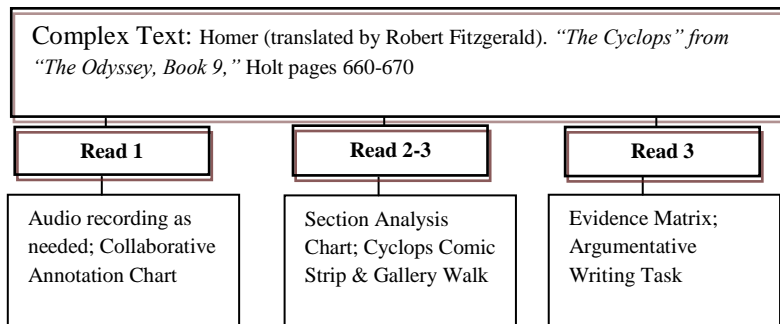 Complex Text: Homer (translated by Robert Fitzgerald). “The Cyclops” from
“The Odyssey, Book 9,” Holt pages 660-670
Read 1
Read 2-3
Read 3
Audio recording as
needed; Collaborative
Annotation Chart
Section Analysis
Chart; Cyclops Comic
Strip & Gallery Walk
Evidence Matrix;
Argumentative
Writing Task